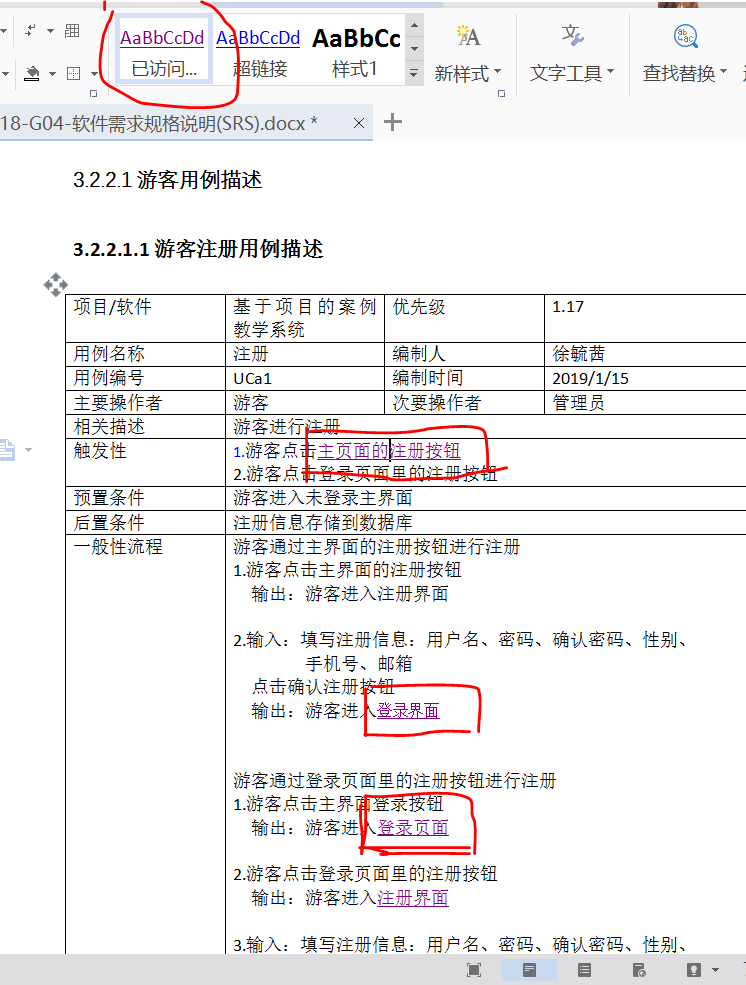 AaBbCcDd AaBbCcDd AaBbCc
已访问... 超链接 样式1 新样式 文字工具 查找替换
18-G04-软件需求规格说明(SRS).docx *
3.2.2.1 游客用例描述
3.2.2.1.1 游客注册用例描述
项目/软件 基于项目的案例教学系统 优先级 1.17
用例名称 注册 编制人 徐毓茜
用例编号 UCa1 编制时间 2019/1/15
主要操作者 游客 次要操作者 管理员
相关描述 游客进行注册
触发性 1.游客点击主页面的注册按钮
2.游客点击登录页面里的注册按钮
预置条件 游客进入未登录主界面
后置条件 注册信息存储到数据库
一般性流程 游客通过主界面的注册按钮进行注册
1.游客点击主界面的注册按钮
输出：游客进入注册界面
2.输入：填写注册信息：用户名、密码、确认密码、性别、
手机号、邮箱
点击确认注册按钮
输出：游客进入登录界面
游客通过登录页面里的注册按钮进行注册
1.游客点击主界面登录按钮
输出：游客进入登录页面
2.游客点击登录页面里的注册按钮
输出：游客进入注册界面
3.输入：填写注册信息：用户名、密码、确认密码、性别、